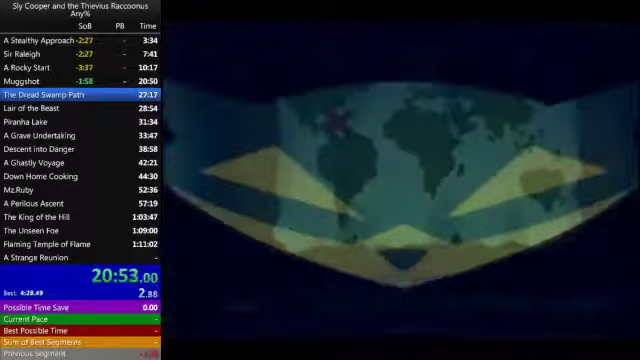 Sly Cooper and the Thievius Raccoonus
Any%
SoB PB Time
A Stealthy Approach -2:27 - 3:34
Sir Raleigh -2:27 - 7:41
A Rocky Start -3:37 - 10:17
Muggshot -1:58 - 20:50
The Dread Swamp Path 27:17
Lair of the Beast 28:54
Piranha Lake 31:34
A Grave Undertaking 33:47
Descent into Danger 38:58
A Ghastly Voyage 42:21
Down Home Cooking 44:30
Mz.Ruby 52:36
A Perilous Ascent 57:19
The King of the Hill 1:03:47
The Unseen Foe 1:09:00
Flaming Temple of Flame 1:11:02
A Strange Reunion -
20:53.00
Best: 4:28.49 2.88
Possible Time Save 0.00
Current Pace -
Best Possible Time -
Sum of Best Segments -
Previous Segment